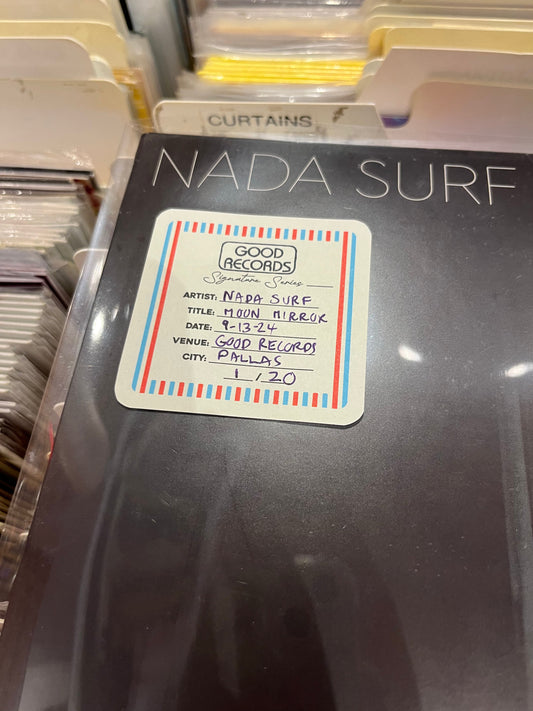 CURTAINS
NADA SURF
GOOD
RECORDS
Signature Series
ARTIST: NADA SURF
TITLE: MOON MIRROR
DATE: 9-13-24
VENUE: GOOD RECORDS
CITY: DALLAS
1 / 20